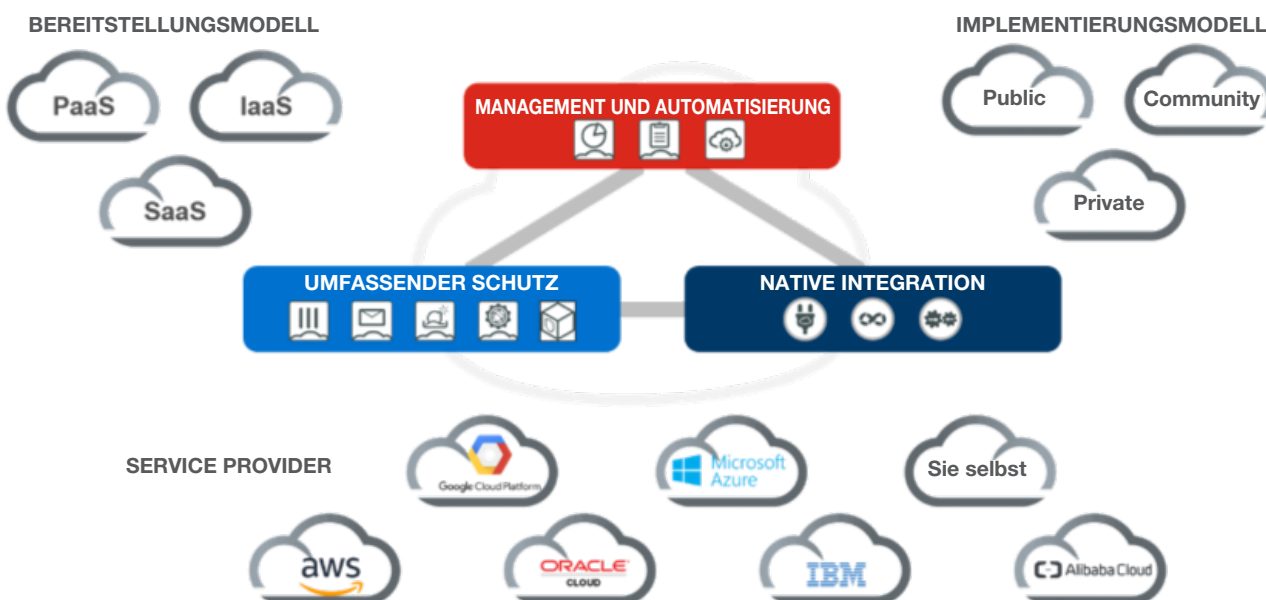 BEREITSTELLUNGSMODELL
IMPLEMENTIERUNGSMODELL
PaaS
IaaS
SaaS
MANAGEMENT UND AUTOMATISIERUNG
Public
Community
Private
UMFASSENDER SCHUTZ
NATIVE INTEGRATION
SERVICE PROVIDER
Google Cloud Platform
Microsoft
Azure
Sie selbst
aws
ORACLE
CLOUD
IBM
Alibaba Cloud